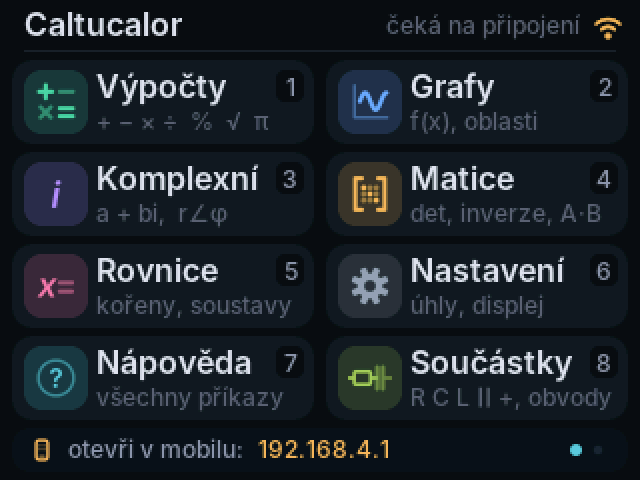 Caltucalor čeká na připojení
Výpočty 1
+ − × ÷ % √ π
Grafy 2
f(x), oblasti
i Komplexní 3
a + bi, r∠φ
Matice 4
det, inverze, A·B
x= Rovnice 5
kořeny, soustavy
Nastavení 6
úhly, displej
? Nápověda 7
všechny příkazy
Součástky 8
R C L || +, obvody
otevři v mobilu: 192.168.4.1